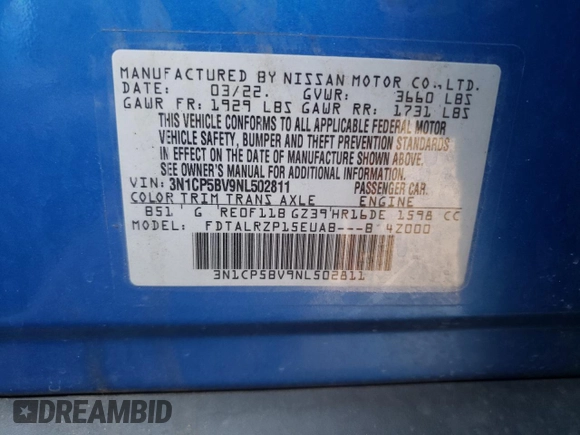 MANUFACTURED BY NISSAN MOTOR CO.,LTD.
DATE: 03/22. GVWR: 3660 LBS
GAWR FR: 1929 LBS GAWR RR: 1731 LBS
THIS VEHICLE CONFORMS TO ALL APPLICABLE FEDERAL MOTOR
VEHICLE SAFETY, BUMPER AND THEFT PREVENTION STANDARDS
IN EFFECT ON THE DATE OF MANUFACTURE SHOWN ABOVE.
SEE OWNER'S MANUAL FOR ADDITIONAL INFORMATION.
VIN: 3N1CP5BV9NL502811 PASSENGER CAR.
COLOR TRIM TRANS AXLE ENGINE
B51 G RE0F11B GZ39 HR16DE 1598 CC
FDTALRZP15EUAB---B 4Z000
3N1CP5BV9NL502811
DREAMBID